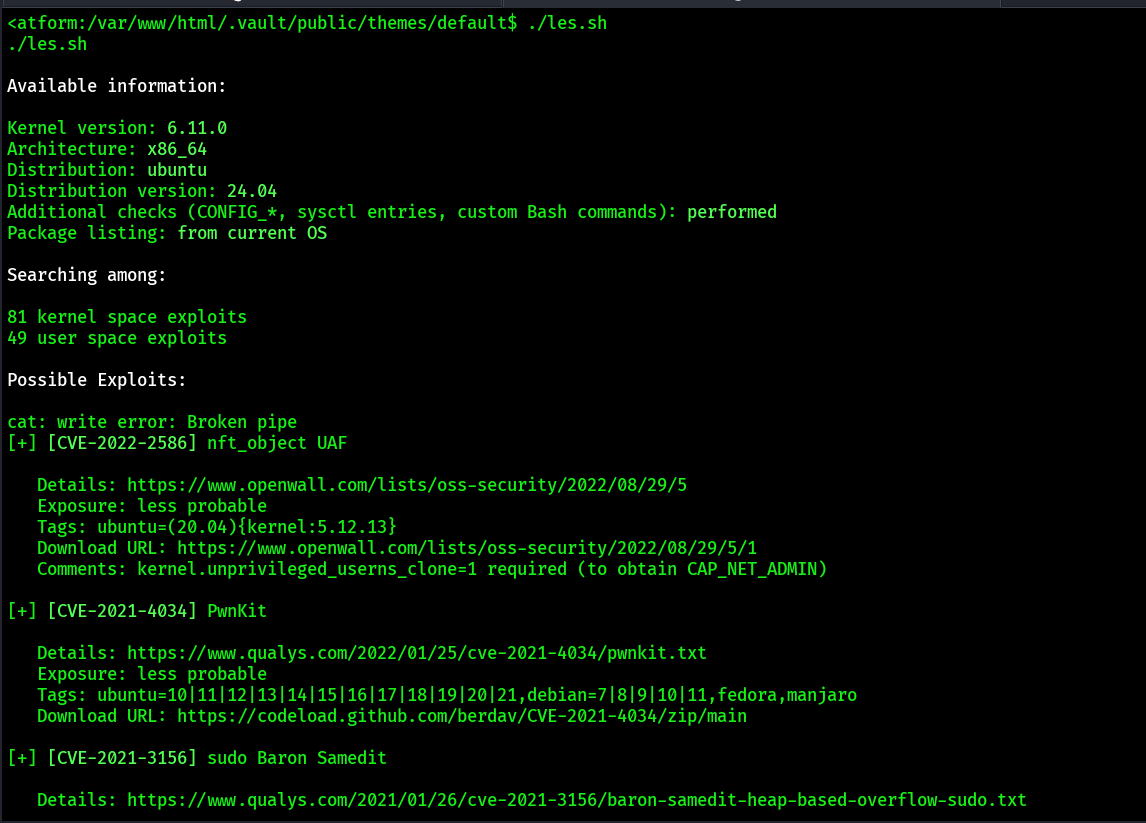 <atform:/var/www/html/.vault/public/themes/default$ ./les.sh
./les.sh
Available information:
Kernel version: 6.11.0
Architecture: x86_64
Distribution: ubuntu
Distribution version: 24.04
Additional checks (CONFIG_*, sysctl entries, custom Bash commands): performed
Package listing: from current OS
Searching among:
81 kernel space exploits
49 user space exploits
Possible Exploits:
cat: write error: Broken pipe
[+] [CVE-2022-2586] nft_object UAF
Details: https://www.openwall.com/lists/oss-security/2022/08/29/5
Exposure: less probable
Tags: ubuntu=(20.04){kernel:5.12.13}
Download URL: https://www.openwall.com/lists/oss-security/2022/08/29/5/1
Comments: kernel.unprivileged_userns_clone=1 required (to obtain CAP_NET_ADMIN)
[+] [CVE-2021-4034] PwnKit
Details: https://www.qualys.com/2022/01/25/cve-2021-4034/pwnkit.txt
Exposure: less probable
Tags: ubuntu=10|11|12|13|14|15|16|17|18|19|20|21,debian=7|8|9|10|11,fedora,manjaro
Download URL: https://codeload.github.com/berdav/CVE-2021-4034/zip/main
[+] [CVE-2021-3156] sudo Baron Samedit
Details: https://www.qualys.com/2021/01/26/cve-2021-3156/baron-samedit-heap-based-overflow-sudo.txt